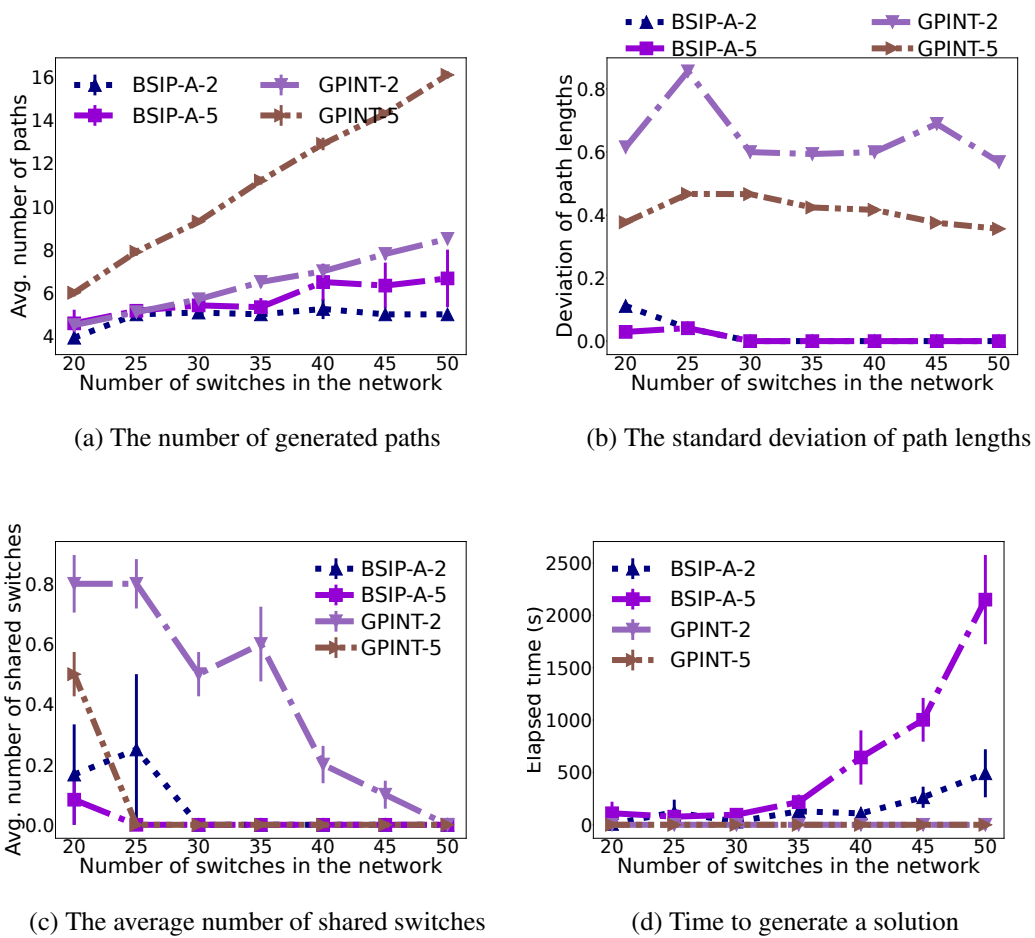 BSIP-A-2 GPINT-2
BSIP-A-5 GPINT-5
16
14
12
10
8
6
4
Avg. number of paths
20 25 30 35 40 45 50
Number of switches in the network
(a) The number of generated paths
BSIP-A-2 GPINT-2
BSIP-A-5 GPINT-5
0.8
0.6
0.4
0.2
0.0
Deviation of path lengths
20 25 30 35 40 45 50
Number of switches in the network
(b) The standard deviation of path lengths
BSIP-A-2
BSIP-A-5
GPINT-2
GPINT-5
0.8
0.6
0.4
0.2
0.0
Avg. number of shared switches
20 25 30 35 40 45 50
Number of switches in the network
(c) The average number of shared switches
BSIP-A-2
BSIP-A-5
GPINT-2
GPINT-5
2500
2000
1500
1000
500
0
Elapsed time (s)
20 25 30 35 40 45 50
Number of switches in the network
(d) Time to generate a solution